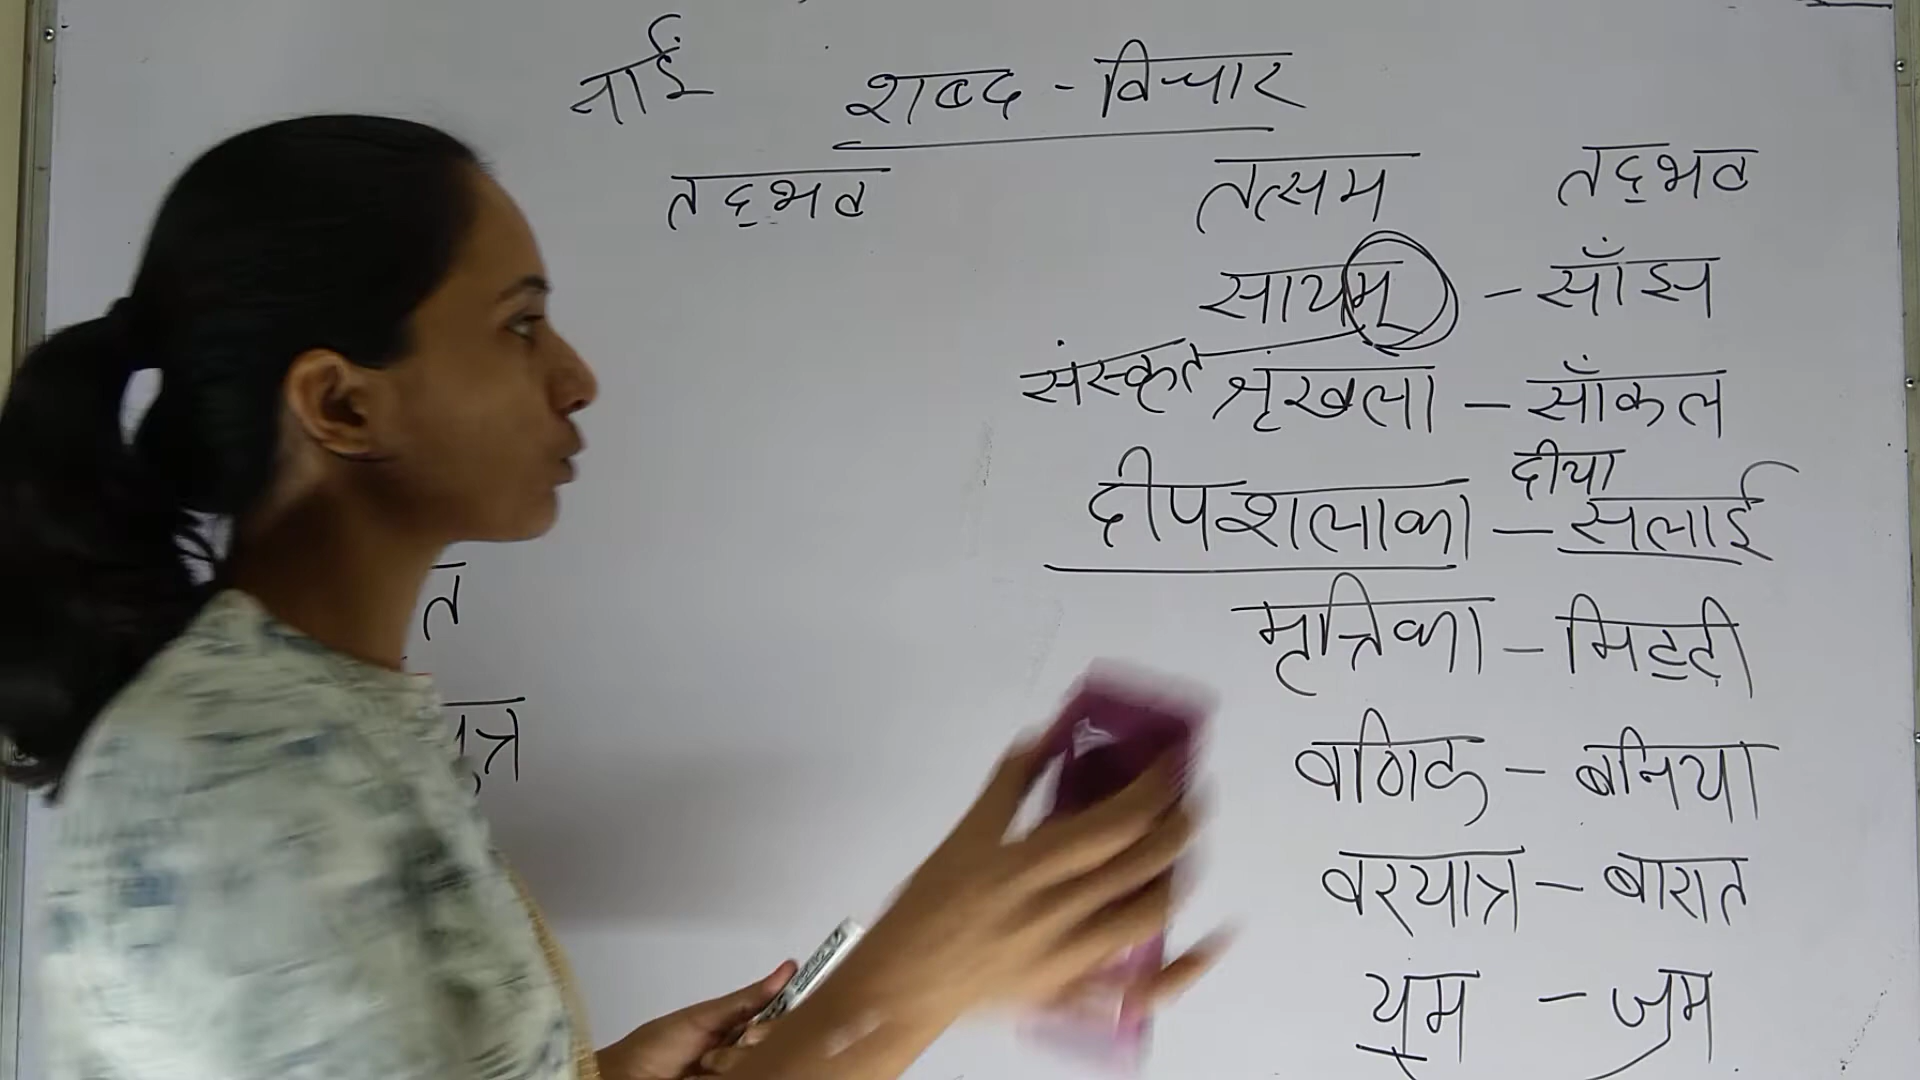 नाईं शब्द - विचार
तद्भव तत्सम तद्भव
सायम् - साँझ
संस्कृत श्रृंखला - साँकल
दीया
दीपशलाका - सलाई
मृत्तिका - मिट्टी
वणिक् - बनिया
वरयात्र - बारात
यम - जम
त